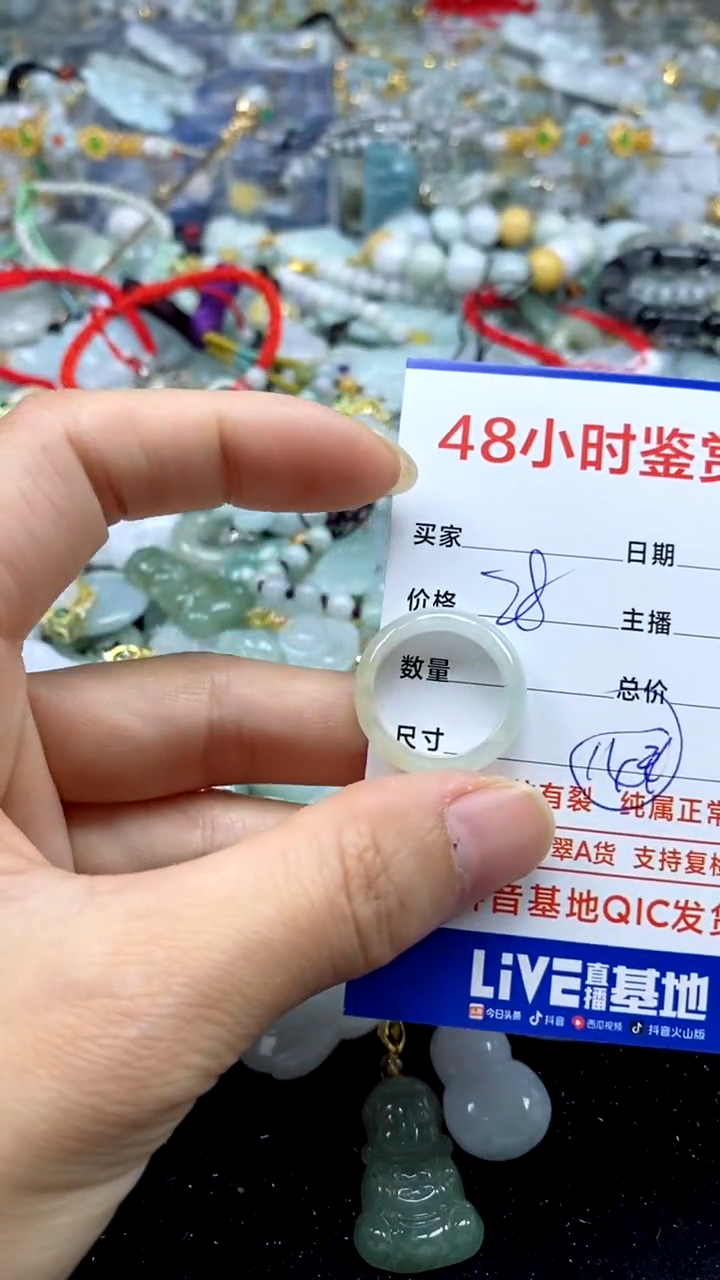 48小时鉴赏
买家 日期
价格 28 主播
数量 总价
尺寸
有裂 纯属正常
翠A货 支持复检
音基地QIC发货
LIVE直播基地
今日头条 抖音 西瓜视频 抖音火山版